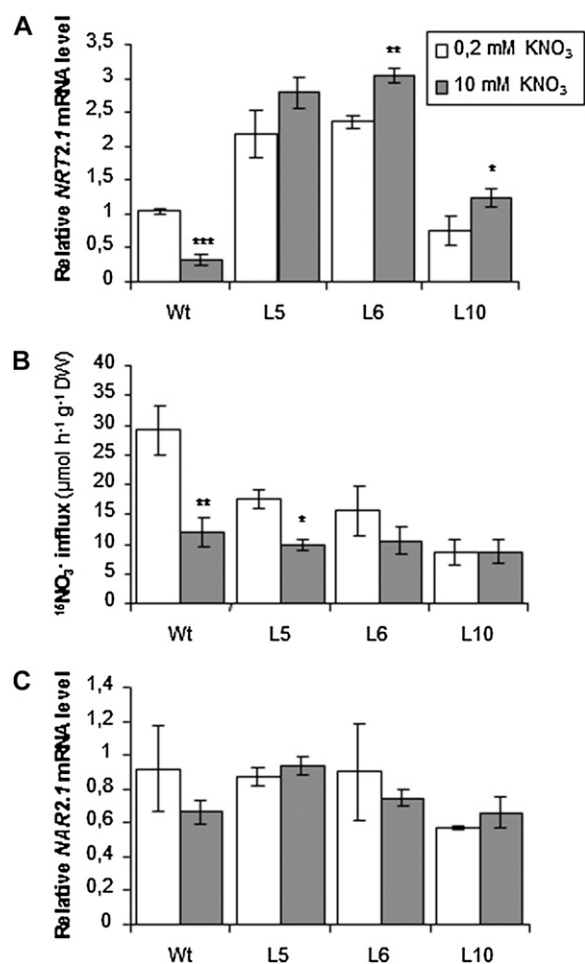 A
Relative NRT2.1 mRNA level
3,5
3
2,5
2
1,5
1
0,5
0
***
**
*
0,2 mM KNO₃
10 mM KNO₃
Wt L5 L6 L10
B
¹⁶NO₃- influx (µmol h-¹ g-¹ DW)
40
35
30
25
20
15
10
5
0
**
*
Wt L5 L6 L10
C
Relative NAR2.1 mRNA level
1,4
1,2
1
0,8
0,6
0,4
0,2
0
Wt L5 L6 L10